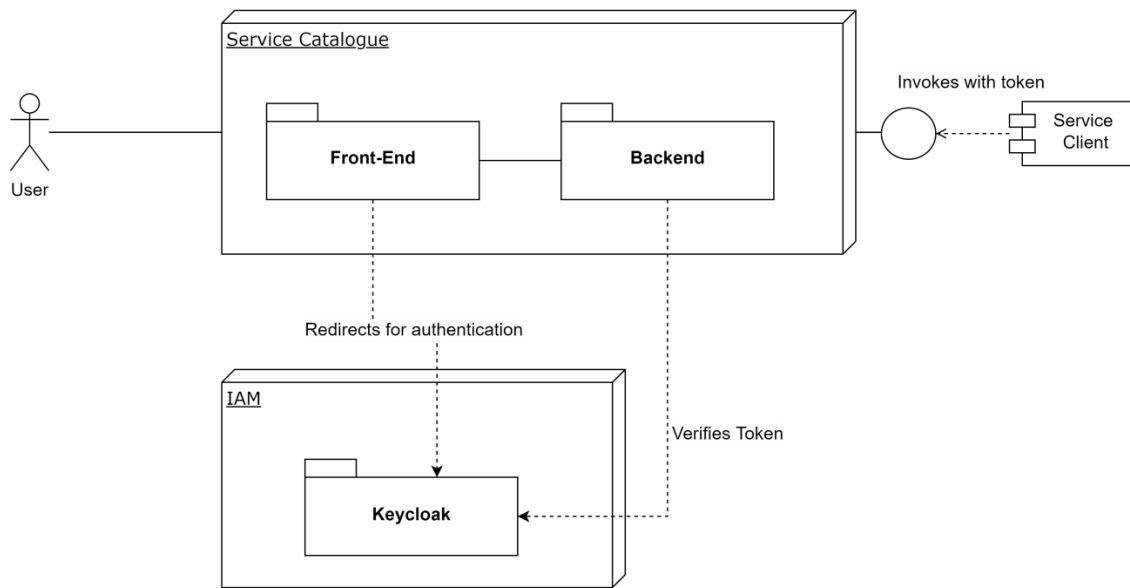 Service Catalogue
Invokes with token
Front-End
Backend
Service
Client
User
Redirects for authentication
IAM
Verifies Token
Keycloak